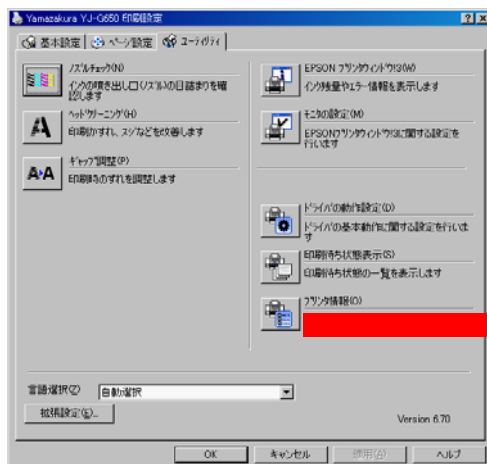 Yamazakura YJ-G650 印刷設定
基本設定
ページ設定
ユーティリティ
ノズルチェック(N)
インクの噴き出し口(ノズル)の目詰まりを確
認します
ヘッドクリーニング(H)
印刷かすれ、スジなどを改善します
ギャップ調整(P)
印刷時のずれを調整します
EPSON プリンタウィンドウ!3(W)
インク残量やエラー情報を表示します
モニタの設定(M)
EPSONプリンタウィンドウ!3に関する設定を
行います
ドライバの動作設定(D)
ドライバの基本動作に関する設定を行いま
す
印刷待ち状態表示(S)
印刷待ち状態の一覧を表示します
プリンタ情報(O)
言語選択(Z)
自動選択
拡張設定(E)...
Version 6.70
OK
キャンセル
適用(A)
ヘルプ